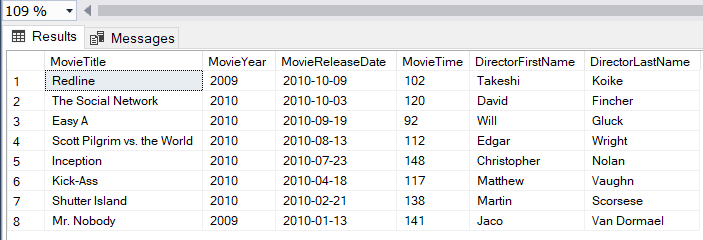 109 %
Results Messages
MovieTitle MovieYear MovieReleaseDate MovieTime DirectorFirstName DirectorLastName
1 Redline 2009 2010-10-09 102 Takeshi Koike
2 The Social Network 2010 2010-10-03 120 David Fincher
3 Easy A 2010 2010-09-19 92 Will Gluck
4 Scott Pilgrim vs. the World 2010 2010-08-13 112 Edgar Wright
5 Inception 2010 2010-07-23 148 Christopher Nolan
6 Kick-Ass 2010 2010-04-18 117 Matthew Vaughn
7 Shutter Island 2010 2010-02-21 138 Martin Scorsese
8 Mr. Nobody 2009 2010-01-13 141 Jaco Van Dormael